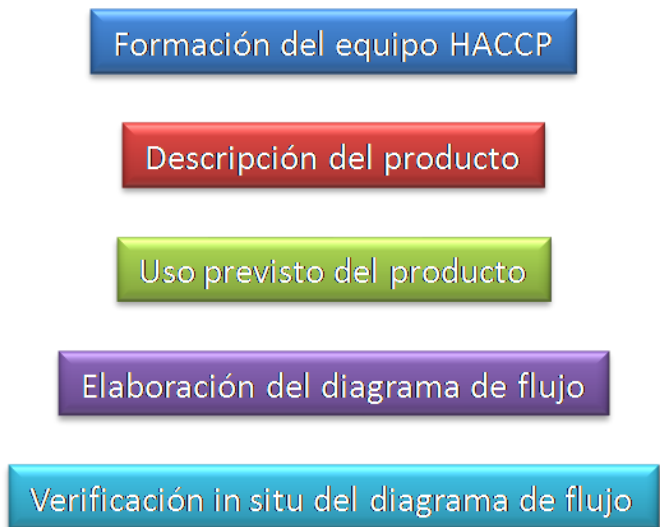 Formación del equipo HACCP
Descripción del producto
Uso previsto del producto
Elaboración del diagrama de flujo
Verificación in situ del diagrama de flujo